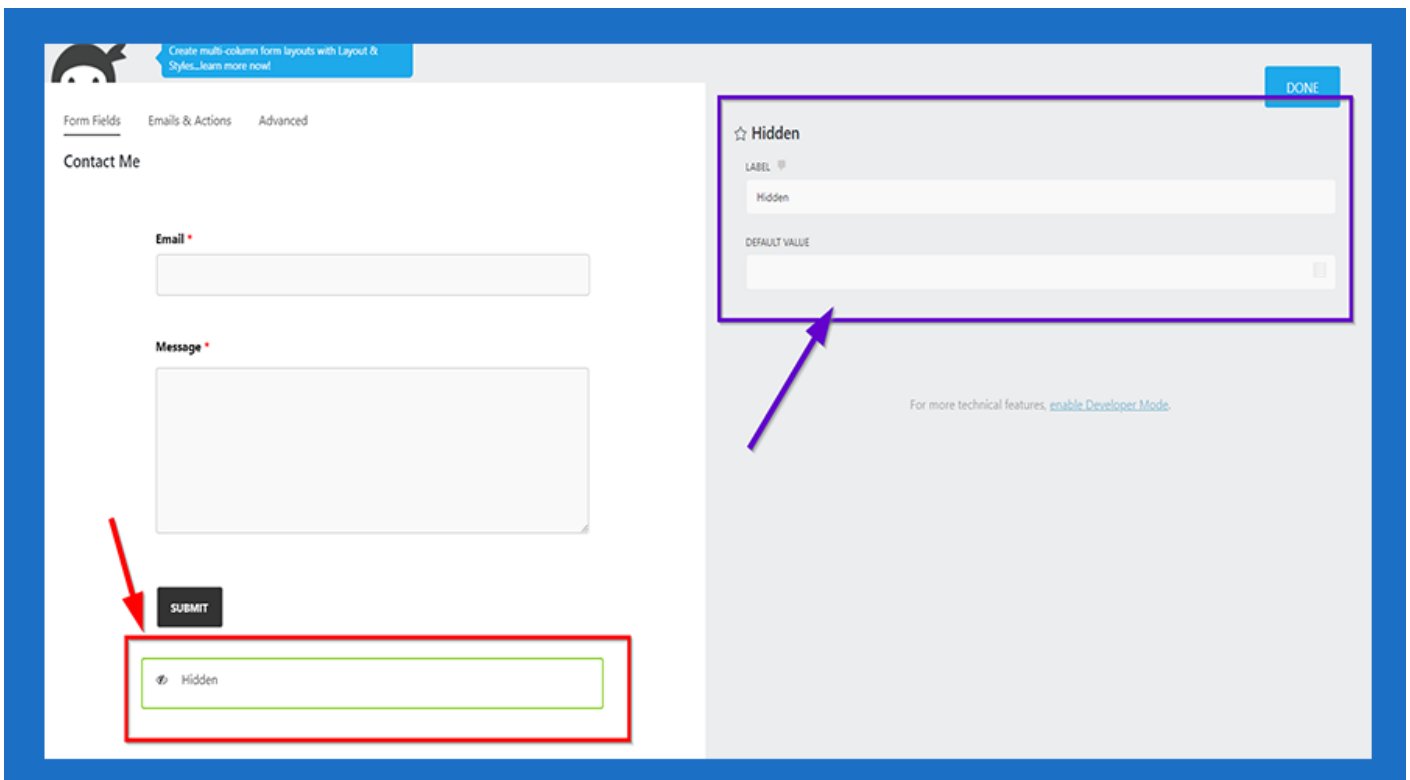 Create multi-column form layouts with Layout &
Styles...learn more now!
DONE
Form Fields Emails & Actions Advanced
Contact Me
Email *
Message *
SUBMIT
Hidden
Hidden
LABEL
Hidden
DEFAULT VALUE
For more technical features, enable Developer Mode.